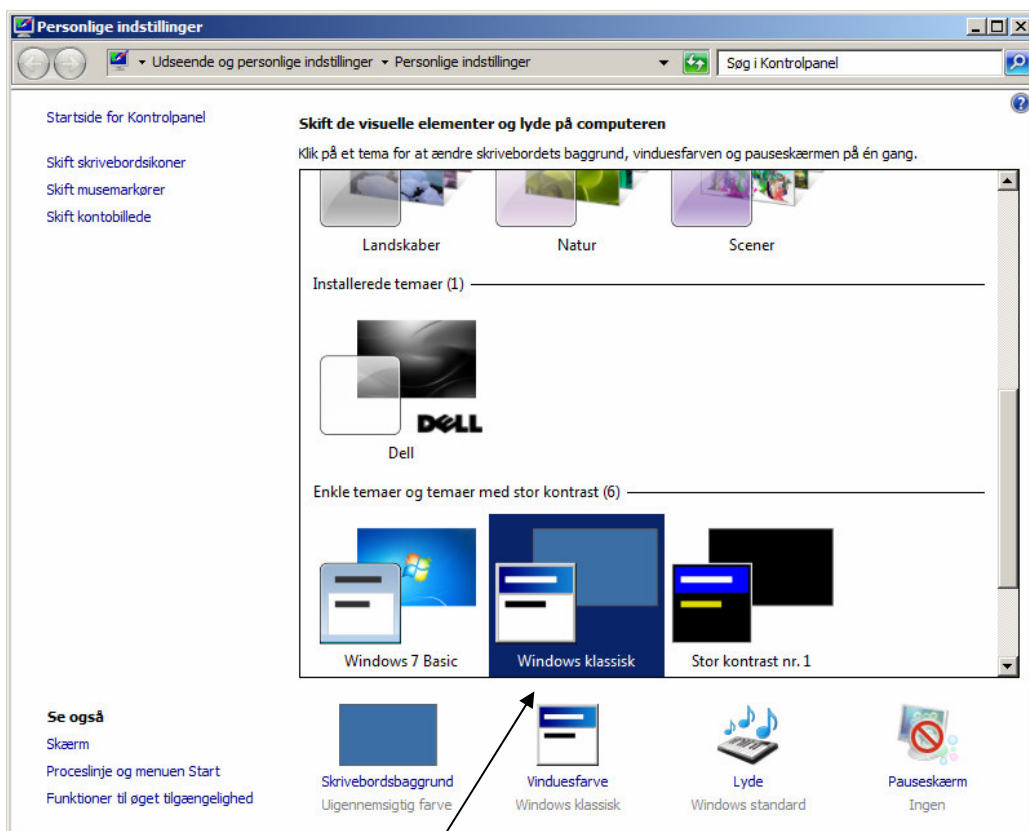 Personlige indstillinger
Udseende og personlige indstillinger Personlige indstillinger
Søg i Kontrolpanel
Startside for Kontrolpanel
Skift skrivebordsikoner
Skift musemarkører
Skift kontobillede
Skift de visuelle elementer og lyde på computeren
Klik på et tema for at ændre skrivebordets baggrund, vinduesfarven og pauseskærmen på én gang.
Landskaber
Natur
Scener
Installerede temaer (1)
DELL
Dell
Enkle temaer og temaer med stor kontrast (6)
Windows 7 Basic
Windows klassisk
Stor kontrast nr. 1
Se også
Skærm
Proceslinje og menuen Start
Funktioner til øget tilgængelighed
Skrivebordsbaggrund
Uigennemsigtig farve
Vinduesfarve
Windows klassisk
Lyde
Windows standard
Pauseskærm
Ingen